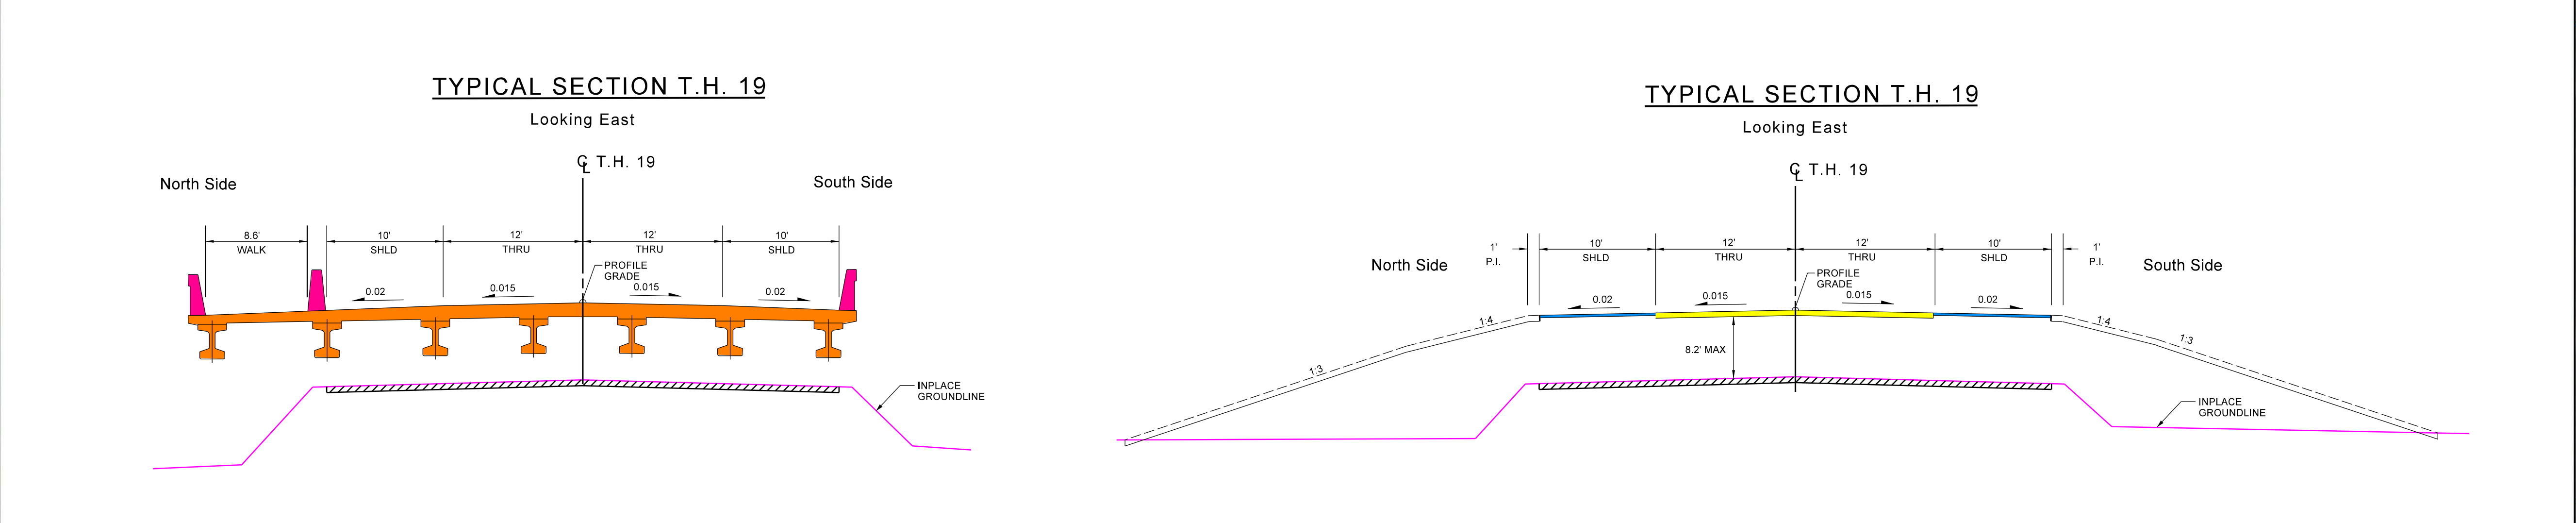 TYPICAL SECTION T.H. 19
Looking East
℄ T.H. 19
North Side
South Side
8.6'
WALK
10'
SHLD
12'
THRU
12'
THRU
10'
SHLD
PROFILE
GRADE
0.02
0.015
0.015
0.02
INPLACE
GROUNDLINE
TYPICAL SECTION T.H. 19
Looking East
℄ T.H. 19
North Side
South Side
1'
P.I.
10'
SHLD
12'
THRU
12'
THRU
10'
SHLD
1'
P.I.
PROFILE
GRADE
0.02
0.015
0.015
0.02
1:4
1:3
1:4
1:3
8.2' MAX
INPLACE
GROUNDLINE